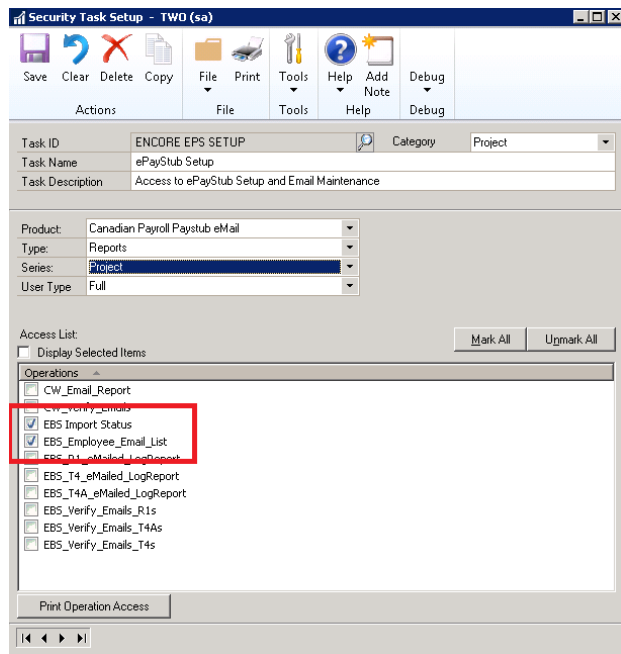 Security Task Setup - TWO (sa)
Save Clear Delete Copy File Print Tools Help Add Note Debug
Actions File Tools Help Debug
Task ID ENCORE EPS SETUP Category Project
Task Name ePayStub Setup
Task Description Access to ePayStub Setup and Email Maintenance
Product: Canadian Payroll Paystub eMail
Type: Reports
Series: Project
User Type Full
Access List: Mark All Unmark All
Display Selected Items
Operations
CW_Email_Report
CW_Verify_Emails
EBS Import Status
EBS_Employee_Email_List
EBS_R1_eMailed_LogReport
EBS_T4_eMailed_LogReport
EBS_T4A_eMailed_LogReport
EBS_Verify_Emails_R1s
EBS_Verify_Emails_T4As
EBS_Verify_Emails_T4s
Print Operation Access